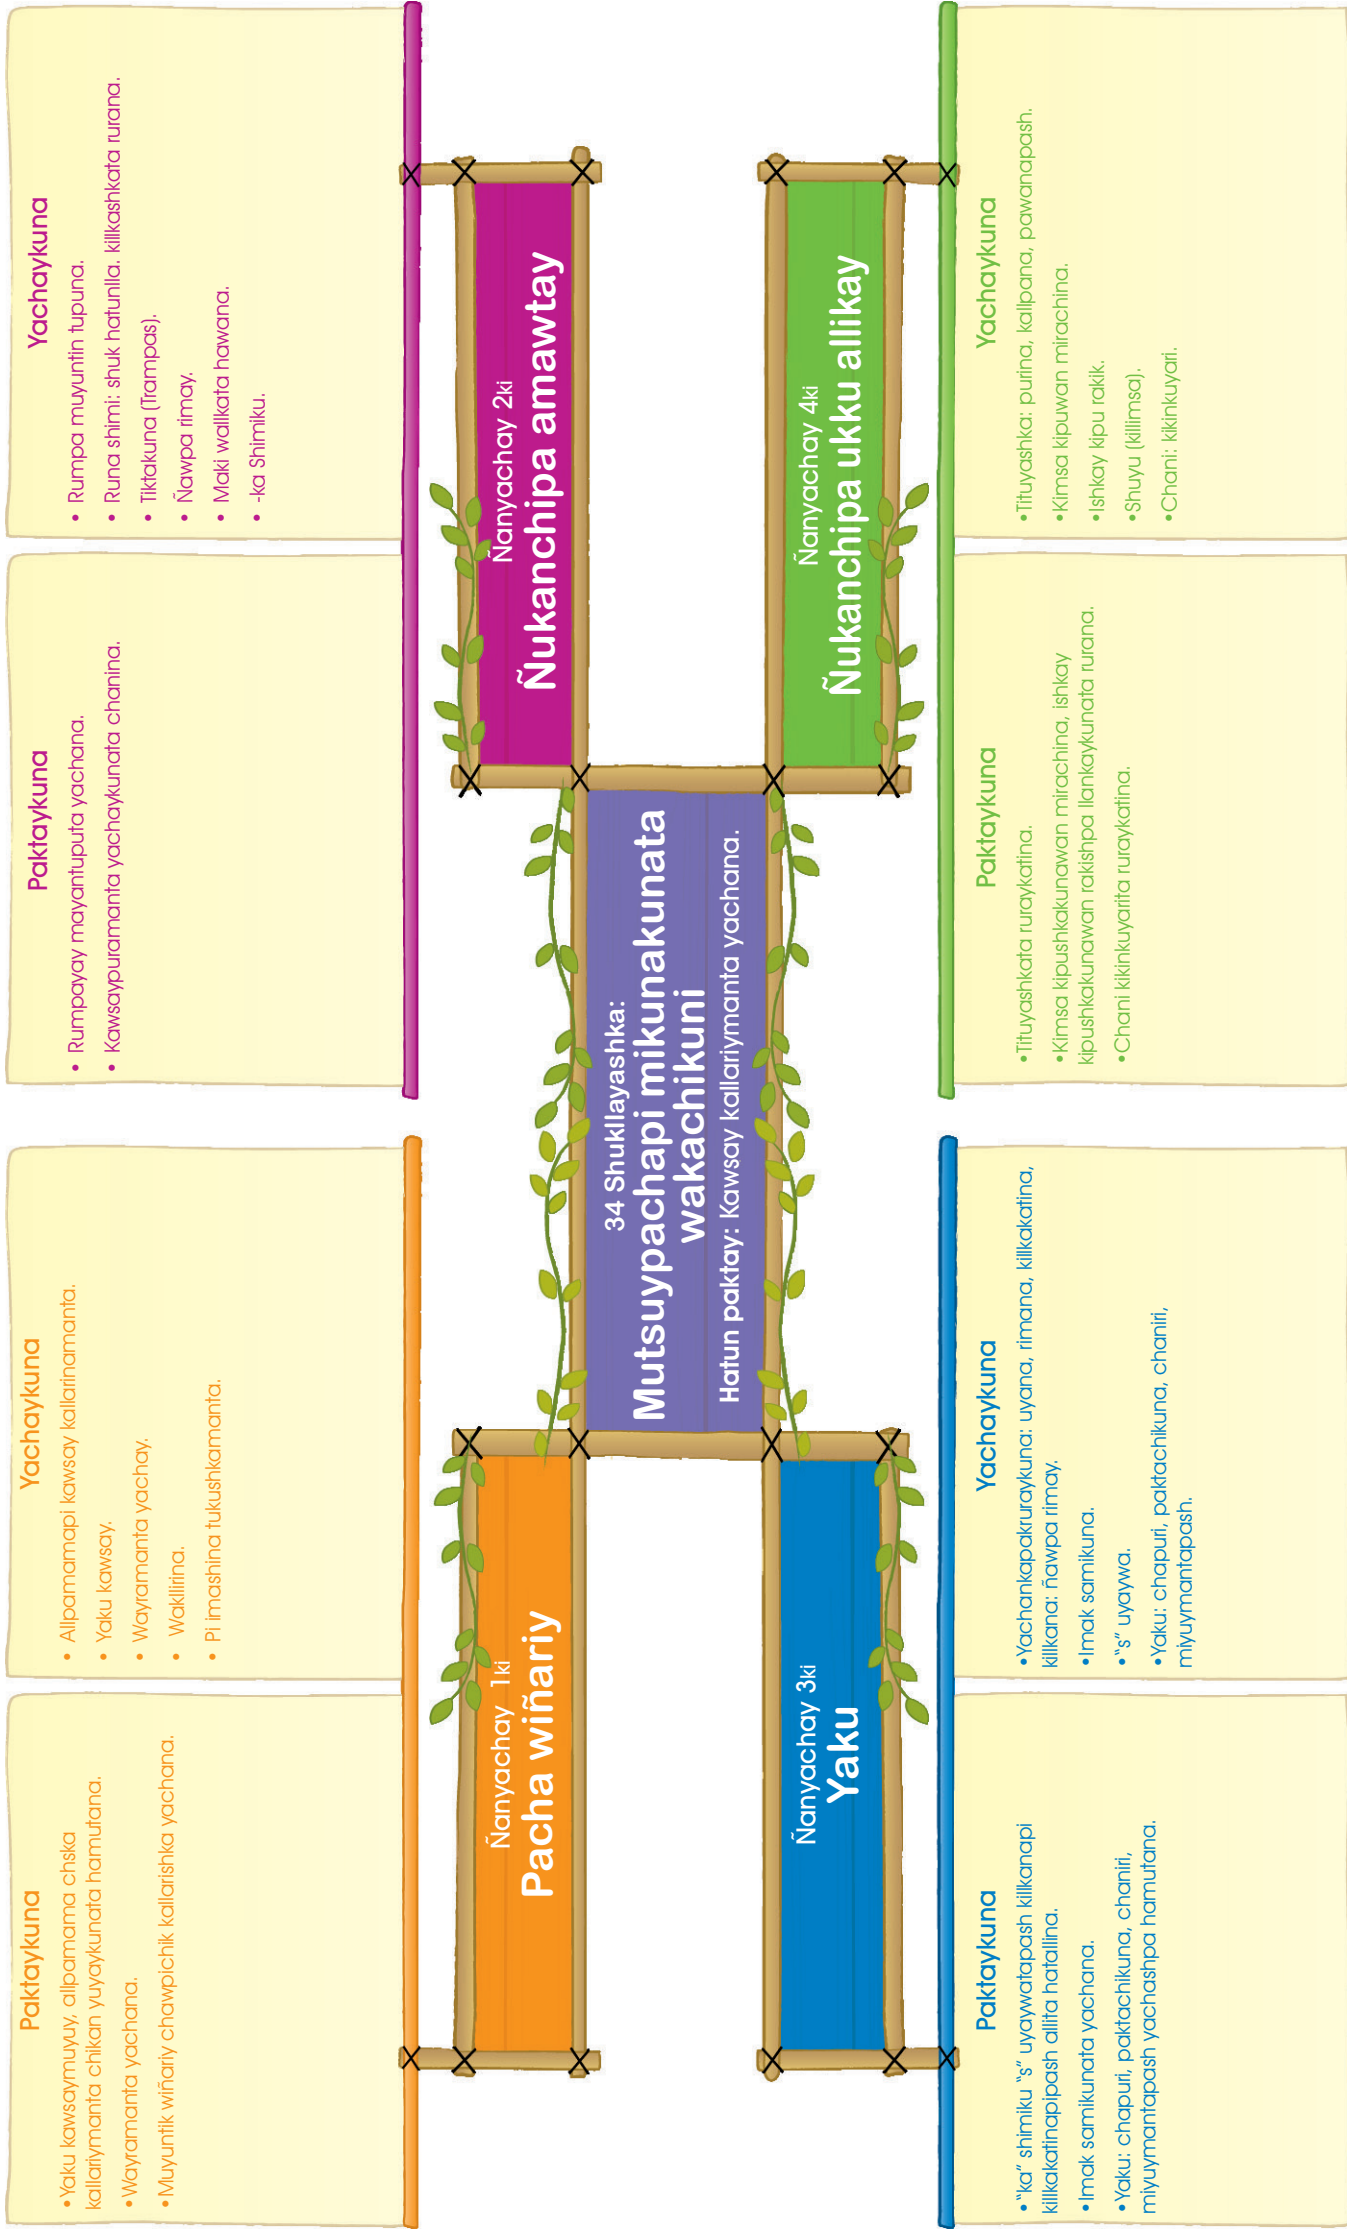 Paktaykuna
•Yaku kawsaymuyuy, allpamama chska
kallariymanta chikan yuyaykunata hamutana.
•Wayramanta yachana.
•Muyuntik wiñariy chawpichik kallarishka yachana.
Yachaykuna
• Allpamamapi kawsay kallarinamanta.
• Yaku kawsay.
• Wayramanta yachay.
• Wakllirina.
• Pi imashina tukushkamanta.
Paktaykuna
• Rumpayay mayantuputa yachana.
• Kawsaypuramanta yachaykunata chanina.
Yachaykuna
• Rumpa muyuntin tupuna.
• Runa shimi: shuk hatunlla. killkashkata rurana.
• Tiktakuna (Trampas).
• Ñawpa rimay.
• Maki wallkata hawana.
• -ka Shimiku.
Ñanyachay 1ki
Pacha wiñariy
Ñanyachay 2ki
Ñukanchipa amawtay
34 Shukllayashka:
Mutsuypachapi mikunakunata
wakachikuni
Hatun paktay: Kawsay kallariymanta yachana.
Ñanyachay 3ki
Yaku
Ñanyachay 4ki
Ñukanchipa ukku allikay
Paktaykuna
•"ka" shimiku "s" uyaywatapash killkanapi
killkakatinapipash allita hatallina.
•Imak samikunata yachana.
•Yaku: chapuri, paktachikuna, chaniri,
miyuymantapash yachashpa hamutana.
Yachaykuna
•Yachankapakruraykuna: uyana, rimana, killkakatina,
killkana: ñawpa rimay.
•Imak samikuna.
•"s" uyaywa.
•Yaku: chapuri, paktachikuna, chaniri,
miyuymantapash.
Paktaykuna
•Tituyashkata ruraykatina.
•Kimsa kipushkakunawan mirachina, ishkay
kipushkakunawan rakishpa llankaykunata rurana.
•Chani kikinkuyarita ruraykatina.
Yachaykuna
•Tituyashka: purina, kallpana, pawanapash.
•Kimsa kipuwan mirachina.
•Ishkay kipu rakik.
•Shuyu (killimsa).
•Chani: kikinkuyari.